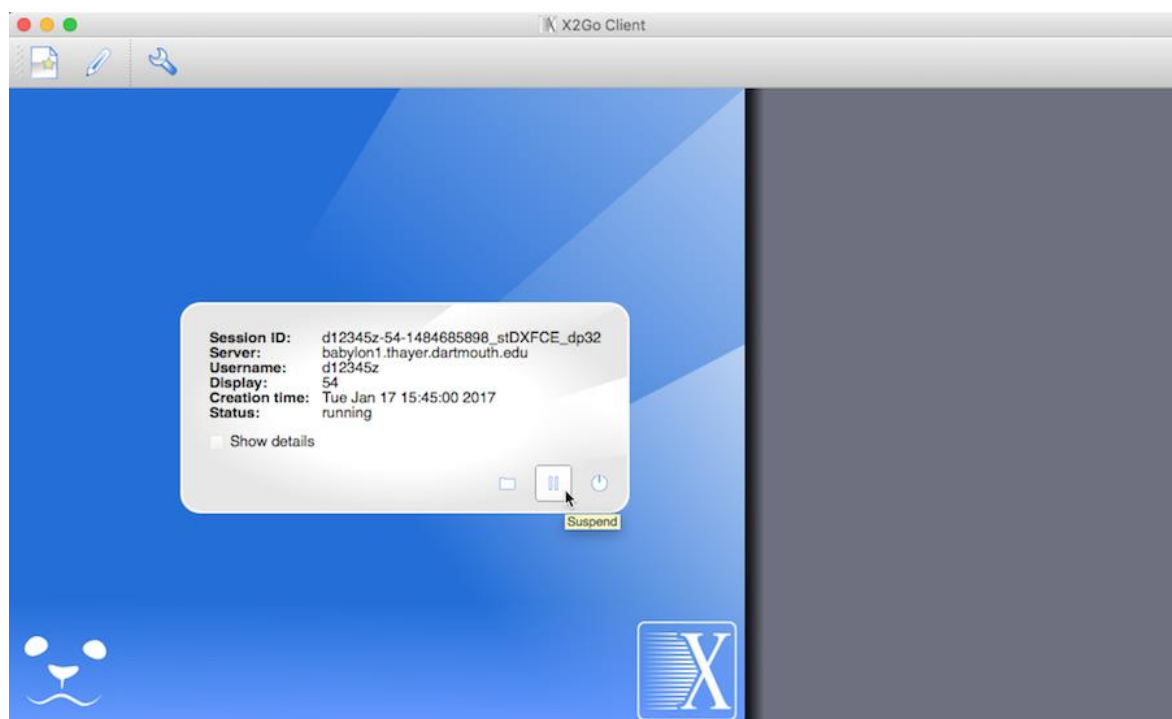 X2Go Client
Session ID: d12345z-54-1484685898_stDXFCE_dp32
Server: babylon1.thayer.dartmouth.edu
Username: d12345z
Display: 54
Creation time: Tue Jan 17 15:45:00 2017
Status: running
Show details
Suspend
X